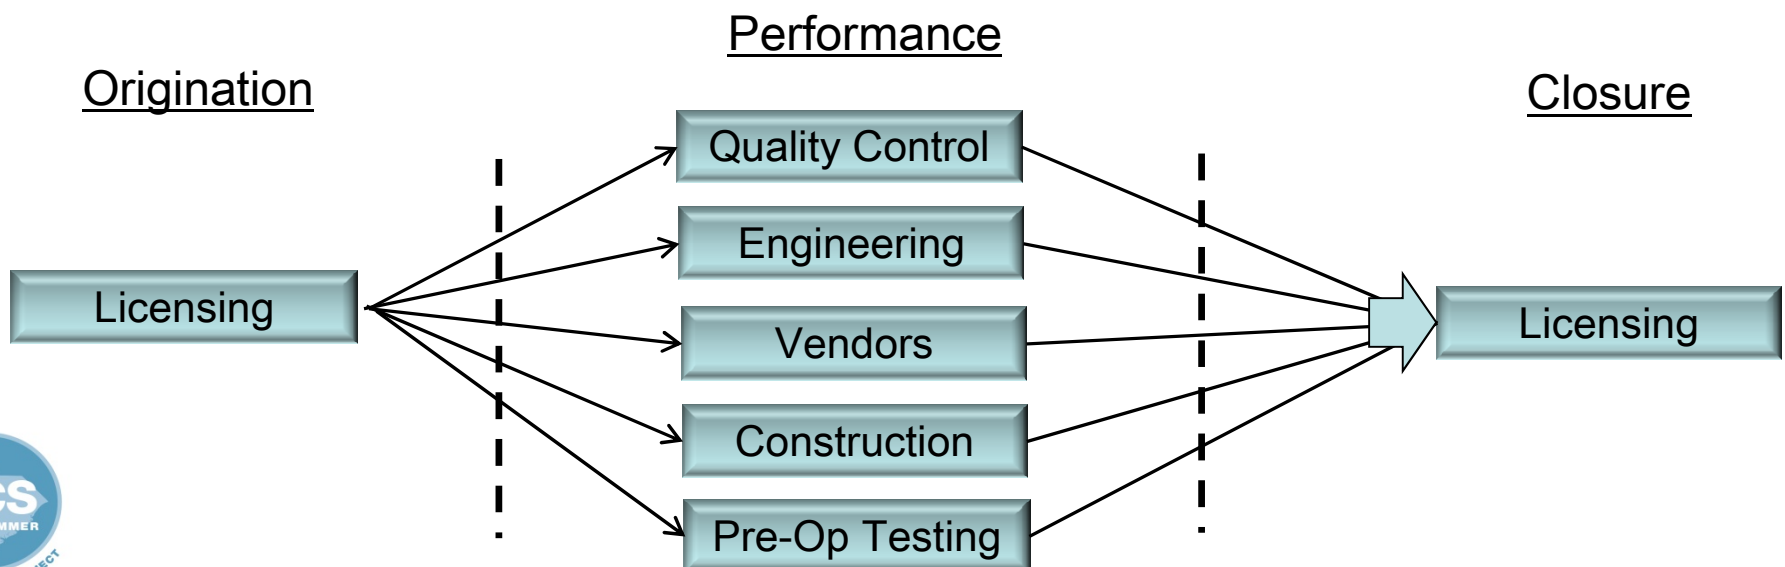 Performance
Origination
Closure
Quality Control
Engineering
Licensing
Licensing
Vendors
Construction
Pre-Op Testing